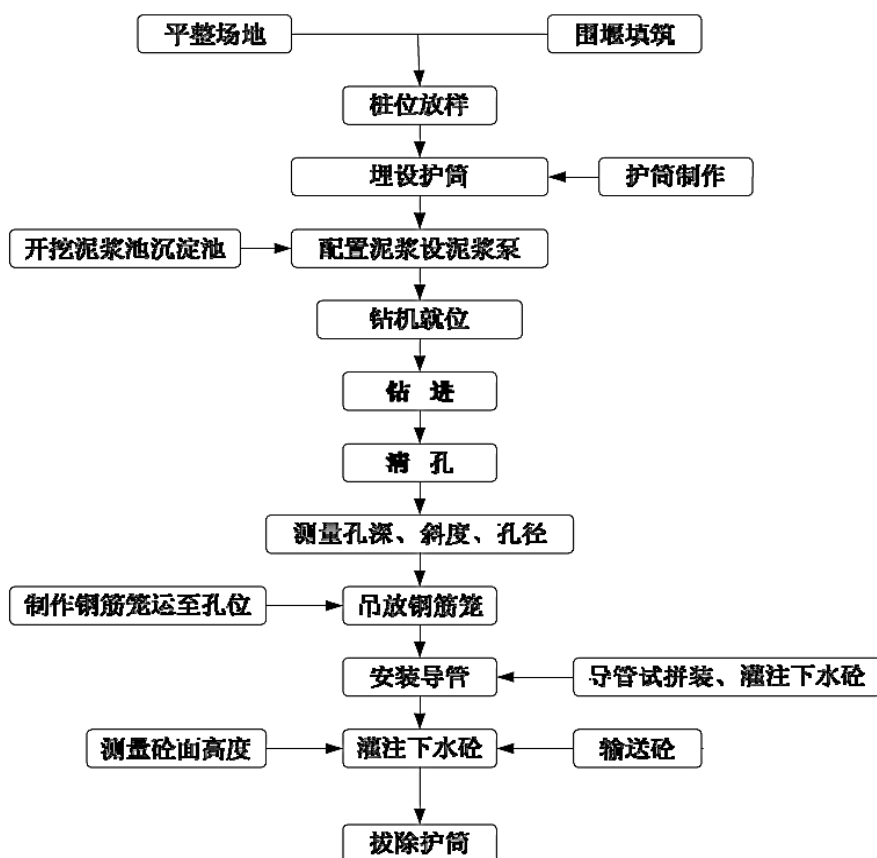 平整场地
围堰填筑
桩位放样
埋设护筒
护筒制作
开挖泥浆池沉淀池
配置泥浆设泥浆泵
钻机就位
钻 进
清 孔
测量孔深、斜度、孔径
制作钢筋笼运至孔位
吊放钢筋笼
安装导管
导管试拼装、灌注下水砼
测量砼面高度
灌注下水砼
输送砼
拔除护筒